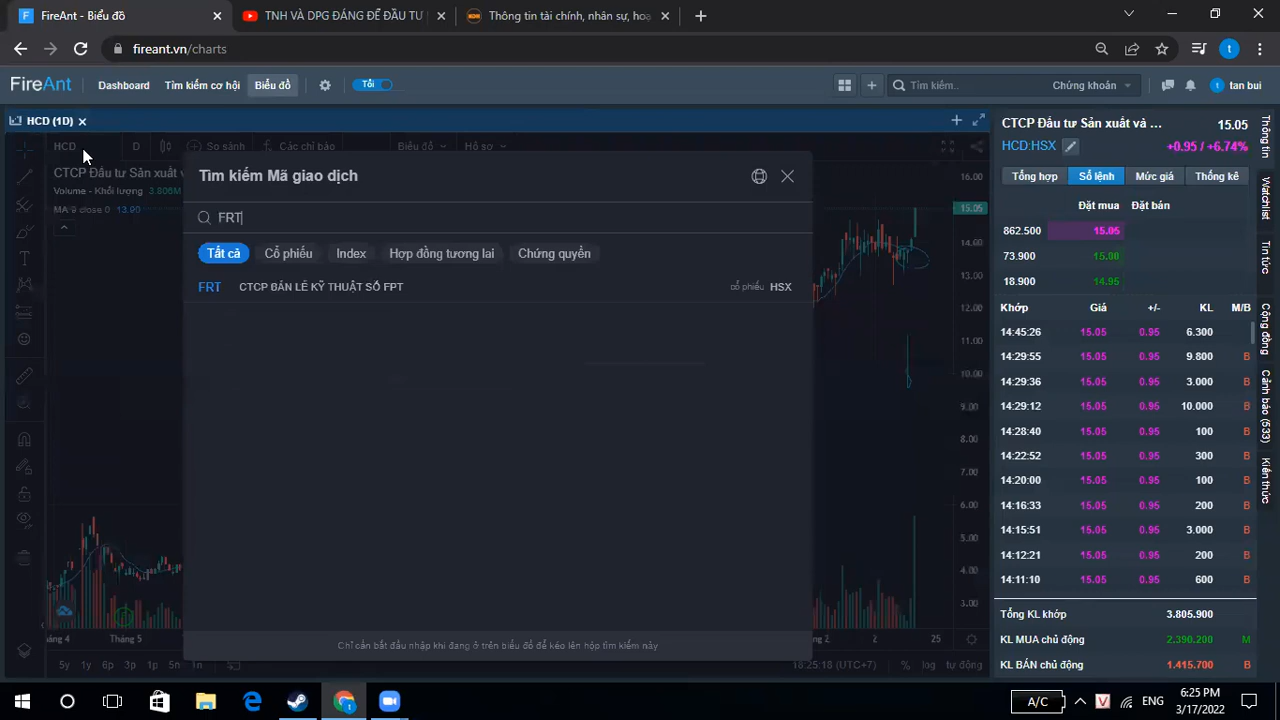 FireAnt - Biểu đồ
TNH VÀ DPG ĐÁNG ĐỂ ĐẦU TƯ
Thông tin tài chính, nhân sự, hoạ
fireant.vn/charts
t
FireAnt
Dashboard
Tìm kiếm cơ hội
Biểu đồ
Tối
Tìm kiếm..
Chứng khoán
t
tan bui
HCD (1D)
HCD
D
So sánh
Các chỉ báo
Biểu đồ
Hồ sơ
CTCP Đầu tư Sản xuất v
Volume - Khối lượng 3.806M
MA 9 close 0 13.90
Tìm kiếm Mã giao dịch
FRT
Tất cả
Cổ phiếu
Index
Hợp đồng tương lai
Chứng quyền
FRT
CTCP BÁN LẺ KỸ THUẬT SỐ FPT
cổ phiếu
HSX
Chỉ cần bắt đầu nhập khi đang ở trên biểu đồ để kéo lên hộp tìm kiếm này
16.00
15.05
14.00
13.00
12.00
11.00
10.00
9.00
8.00
7.00
6.00
5.00
4.00
3.00
tháng 4
Tháng 5
2
25
5y
1y
6p
3p
1p
5n
1n
18:25:18 (UTC+7)
%
log
tự động
CTCP Đầu tư Sản xuất và ...
15.05
HCD:HSX
+0.95 / +6.74%
Tổng hợp
Sổ lệnh
Mức giá
Thống kê
Đặt mua
Đặt bán
862.500 15.05
73.900 15.00
18.900 14.95
Khớp Giá +/- KL M/B
14:45:26 15.05 0.95 6.300
14:29:55 15.05 0.95 9.800 B
14:29:36 15.05 0.95 3.000 B
14:29:12 15.05 0.95 10.000 B
14:28:40 15.05 0.95 100 B
14:22:52 15.05 0.95 300 B
14:20:00 15.05 0.95 100 B
14:16:33 15.05 0.95 200 B
14:15:51 15.05 0.95 3.000 B
14:12:21 15.05 0.95 200 B
14:11:10 15.05 0.95 600 B
Tổng KL khớp 3.805.900
KL MUA chủ động 2.390.200 M
KL BÁN chủ động 1.415.700 B
Thông tin
Watchlist
Tin tức
Cộng đồng
Cảnh báo (533)
Kiến thức
A/C
V
ENG
6:25 PM
3/17/2022